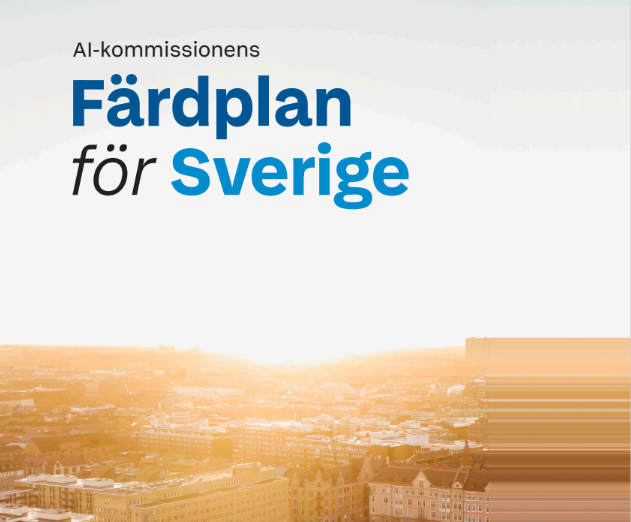 AI-kommissionens
Färdplan
för Sverige